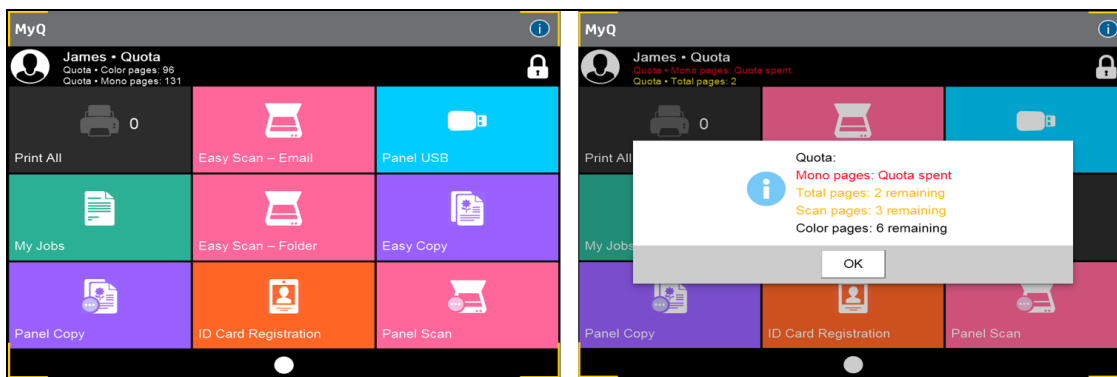 MyQ
James • Quota
Quota • Color pages: 96
Quota • Mono pages: 131
0
Print All
Easy Scan – Email
Panel USB
My Jobs
Easy Scan – Folder
Easy Copy
Panel Copy
ID Card Registration
Panel Scan
MyQ
James • Quota
Quota • Mono pages: Quota spent
Quota • Total pages: 2
0
Print All
Quota:
Mono pages: Quota spent
Total pages: 2 remaining
Scan pages: 3 remaining
Color pages: 6 remaining
OK
My Jobs
Panel Copy
ID Card Registration
Panel Scan